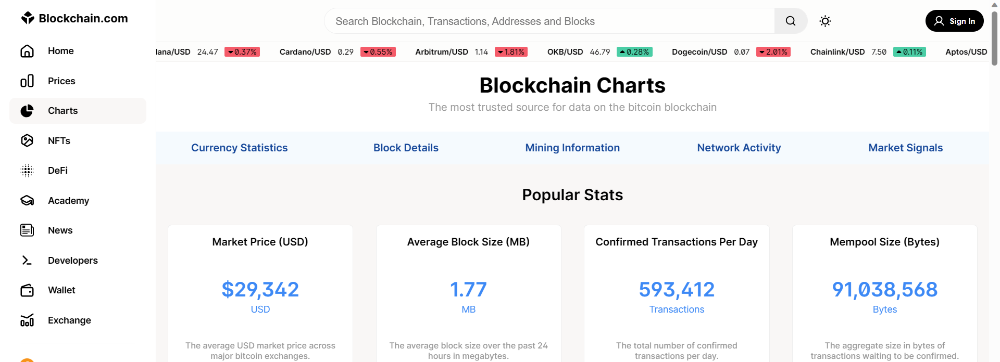 Blockchain.com
Search Blockchain, Transactions, Addresses and Blocks
Sign In
Home
Prices
Charts
NFTs
DeFi
Academy
News
Developers
Wallet
Exchange
lana/USD 24.47 0.37% Cardano/USD 0.29 0.55% Arbitrum/USD 1.14 1.81% OKB/USD 46.79 0.28% Dogecoin/USD 0.07 2.01% Chainlink/USD 7.50 0.11% Aptos/USD
Blockchain Charts
The most trusted source for data on the bitcoin blockchain
Currency Statistics Block Details Mining Information Network Activity Market Signals
Popular Stats
Market Price (USD)
$29,342
USD
The average USD market price across
major bitcoin exchanges.
Average Block Size (MB)
1.77
MB
The average block size over the past 24
hours in megabytes.
Confirmed Transactions Per Day
593,412
Transactions
The total number of confirmed
transactions per day.
Mempool Size (Bytes)
91,038,568
Bytes
The aggregate size in bytes of
transactions waiting to be confirmed.